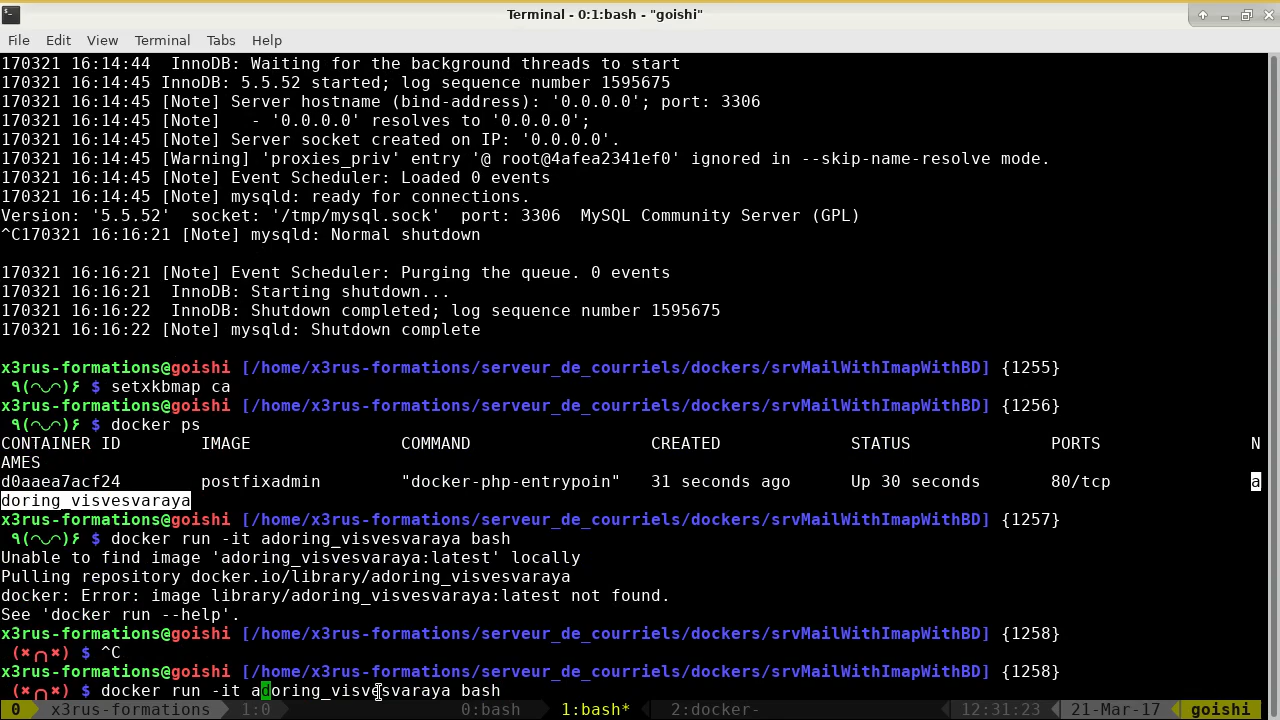 Terminal - 0:1:bash - "goishi"
File Edit View Terminal Tabs Help
170321 16:14:44  InnoDB: Waiting for the background threads to start
170321 16:14:45 InnoDB: 5.5.52 started; log sequence number 1595675
170321 16:14:45 [Note] Server hostname (bind-address): '0.0.0.0'; port: 3306
170321 16:14:45 [Note]   - '0.0.0.0' resolves to '0.0.0.0';
170321 16:14:45 [Note] Server socket created on IP: '0.0.0.0'.
170321 16:14:45 [Warning] 'proxies_priv' entry '@ root@4afea2341ef0' ignored in --skip-name-resolve mode.
170321 16:14:45 [Note] Event Scheduler: Loaded 0 events
170321 16:14:45 [Note] mysqld: ready for connections.
Version: '5.5.52'  socket: '/tmp/mysql.sock'  port: 3306  MySQL Community Server (GPL)
^C170321 16:16:21 [Note] mysqld: Normal shutdown
170321 16:16:21 [Note] Event Scheduler: Purging the queue. 0 events
170321 16:16:21  InnoDB: Starting shutdown...
170321 16:16:22  InnoDB: Shutdown completed; log sequence number 1595675
170321 16:16:22 [Note] mysqld: Shutdown complete
x3rus-formations@goishi [/home/x3rus-formations/serveur_de_courriels/dockers/srvMailWithImapWithBD] {1255}
٩(◠◡◠)۶ $ setxkbmap ca
x3rus-formations@goishi [/home/x3rus-formations/serveur_de_courriels/dockers/srvMailWithImapWithBD] {1256}
٩(◠◡◠)۶ $ docker ps
CONTAINER ID        IMAGE               COMMAND                  CREATED             STATUS              PORTS               N
AMES
d0aaea7acf24        postfixadmin        "docker-php-entrypoin"   31 seconds ago      Up 30 seconds       80/tcp              a
doring_visvesvaraya
x3rus-formations@goishi [/home/x3rus-formations/serveur_de_courriels/dockers/srvMailWithImapWithBD] {1257}
٩(◠◡◠)۶ $ docker run -it adoring_visvesvaraya bash
Unable to find image 'adoring_visvesvaraya:latest' locally
Pulling repository docker.io/library/adoring_visvesvaraya
docker: Error: image library/adoring_visvesvaraya:latest not found.
See 'docker run --help'.
x3rus-formations@goishi [/home/x3rus-formations/serveur_de_courriels/dockers/srvMailWithImapWithBD] {1258}
(✖╭╮✖) $ ^C
x3rus-formations@goishi [/home/x3rus-formations/serveur_de_courriels/dockers/srvMailWithImapWithBD] {1258}
(✖╭╮✖) $ docker run -it adoring_visvesvaraya bash
0 x3rus-formations 1:0 0:bash 1:bash* 2:docker- 12:31:23 21-Mar-17 goishi